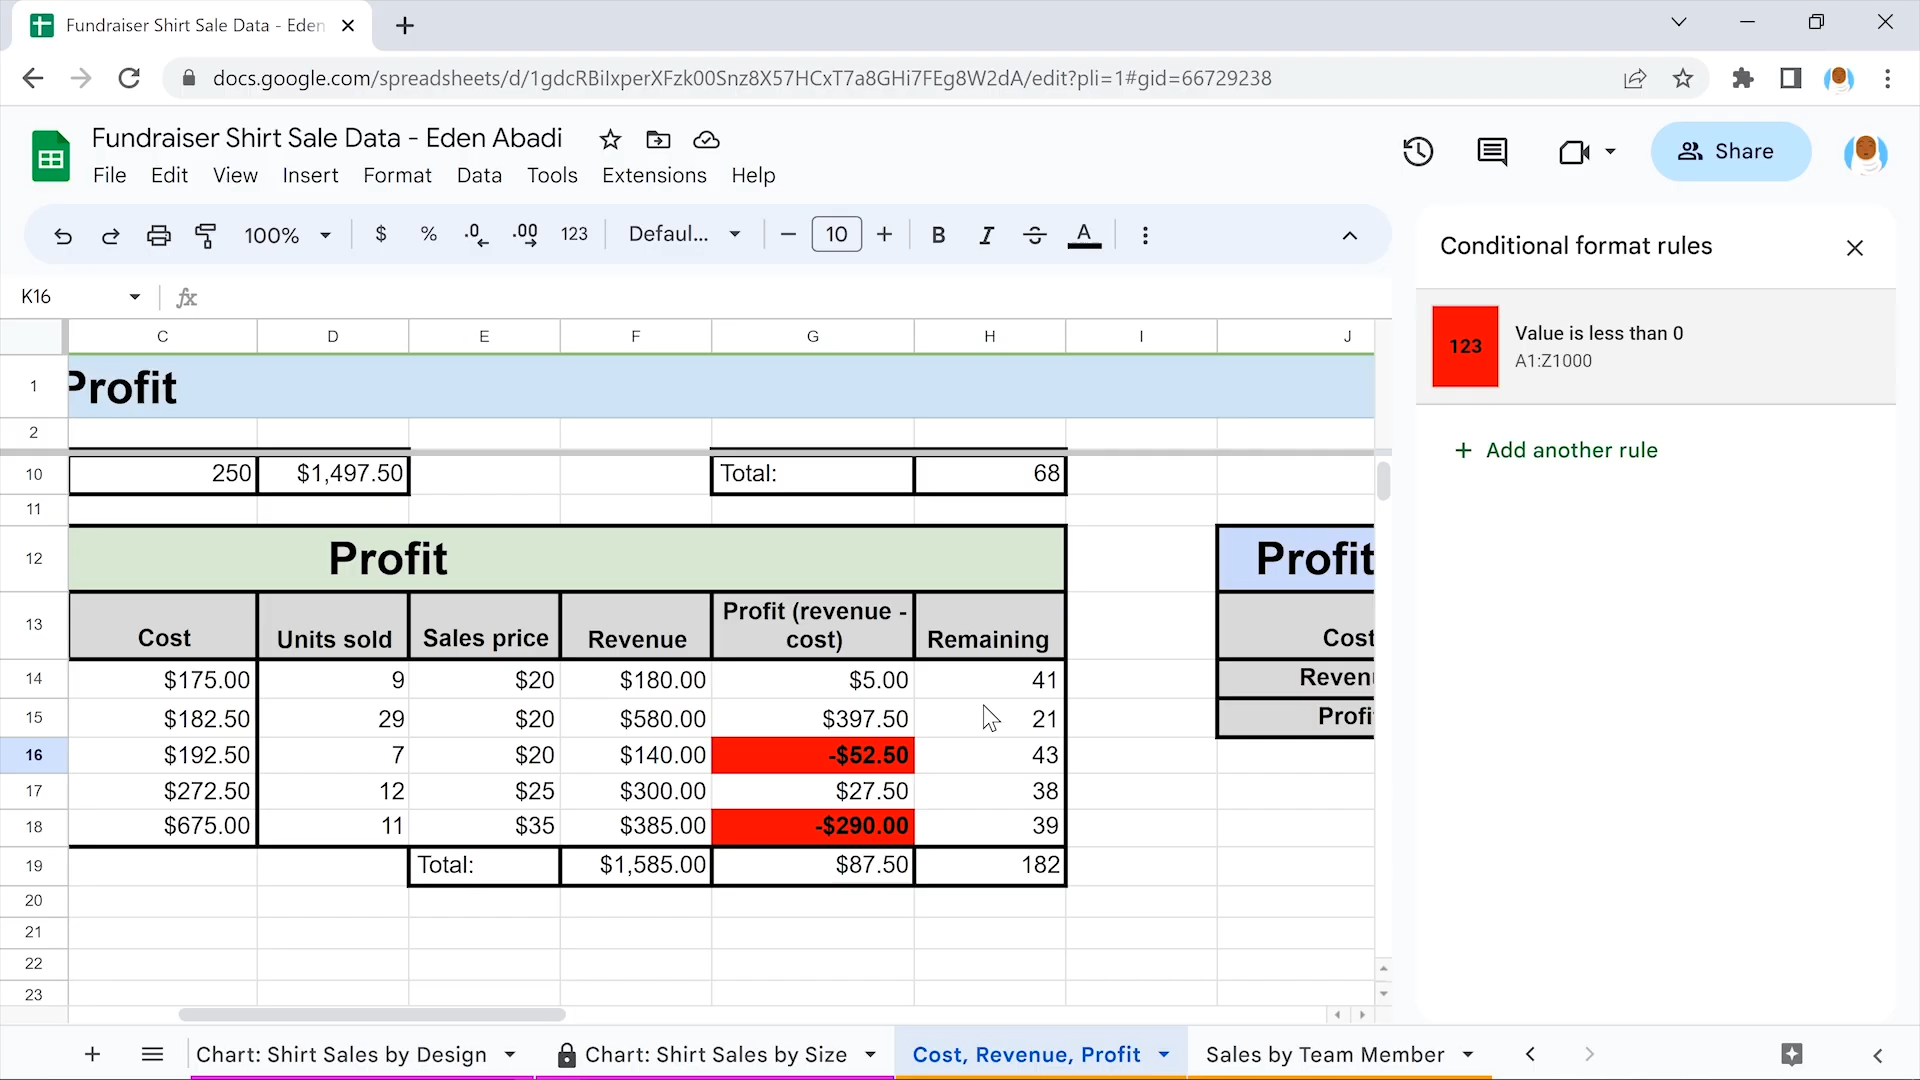 Fundraiser Shirt Sale Data - Eden
docs.google.com/spreadsheets/d/1gdcRBiIxperXFzk00Snz8X57HCxT7a8GHi7FEg8W2dA/edit?pli=1#gid=66729238
Fundraiser Shirt Sale Data - Eden Abadi
File Edit View Insert Format Data Tools Extensions Help
Share
100% $ % .0 .00 123 Defaul... 10 B I S A
Conditional format rules
K16 fx
123 Value is less than 0
A1:Z1000
C D E F G H I J
1 Profit
2
Add another rule
10 250 $1,497.50 Total: 68
11
12 Profit Profit
13 Cost Units sold Sales price Revenue Profit (revenue -
cost) Remaining Cost
14 $175.00 9 $20 $180.00 $5.00 41 Reven
15 $182.50 29 $20 $580.00 $397.50 21 Profi
16 $192.50 7 $20 $140.00 -$52.50 43
17 $272.50 12 $25 $300.00 $27.50 38
18 $675.00 11 $35 $385.00 -$290.00 39
19 Total: $1,585.00 $87.50 182
20
21
22
23
Chart: Shirt Sales by Design Chart: Shirt Sales by Size Cost, Revenue, Profit Sales by Team Member